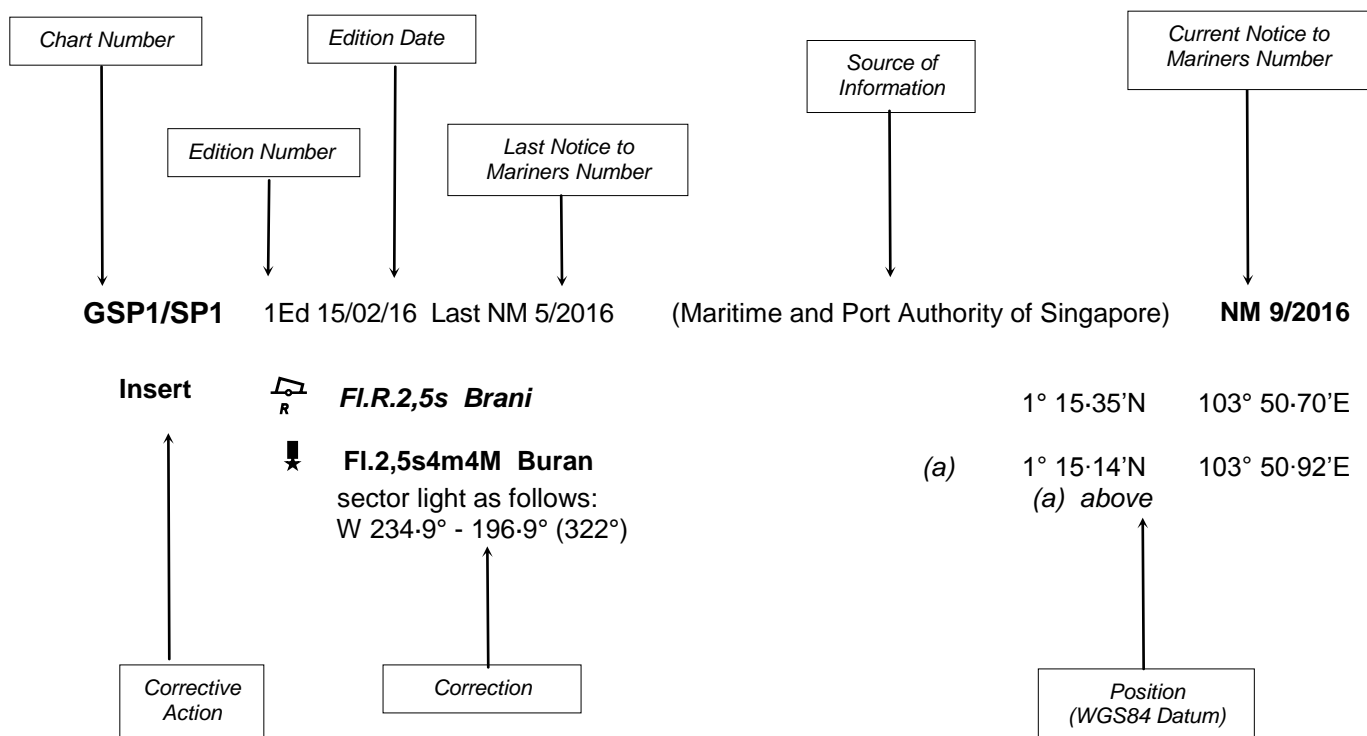 Chart Number
Edition Date
Source of
Information
Current Notice to
Mariners Number
Edition Number
Last Notice to
Mariners Number
GSP1/SP1 1Ed 15/02/16 Last NM 5/2016 (Maritime and Port Authority of Singapore) NM 9/2016
Insert Fl.R.2,5s Brani 1° 15·35'N 103° 50·70'E
R
Fl.2,5s4m4M Buran (a) 1° 15·14'N 103° 50·92'E
sector light as follows: (a) above
W 234·9° - 196·9° (322°)
Corrective
Action
Correction
Position
(WGS84 Datum)